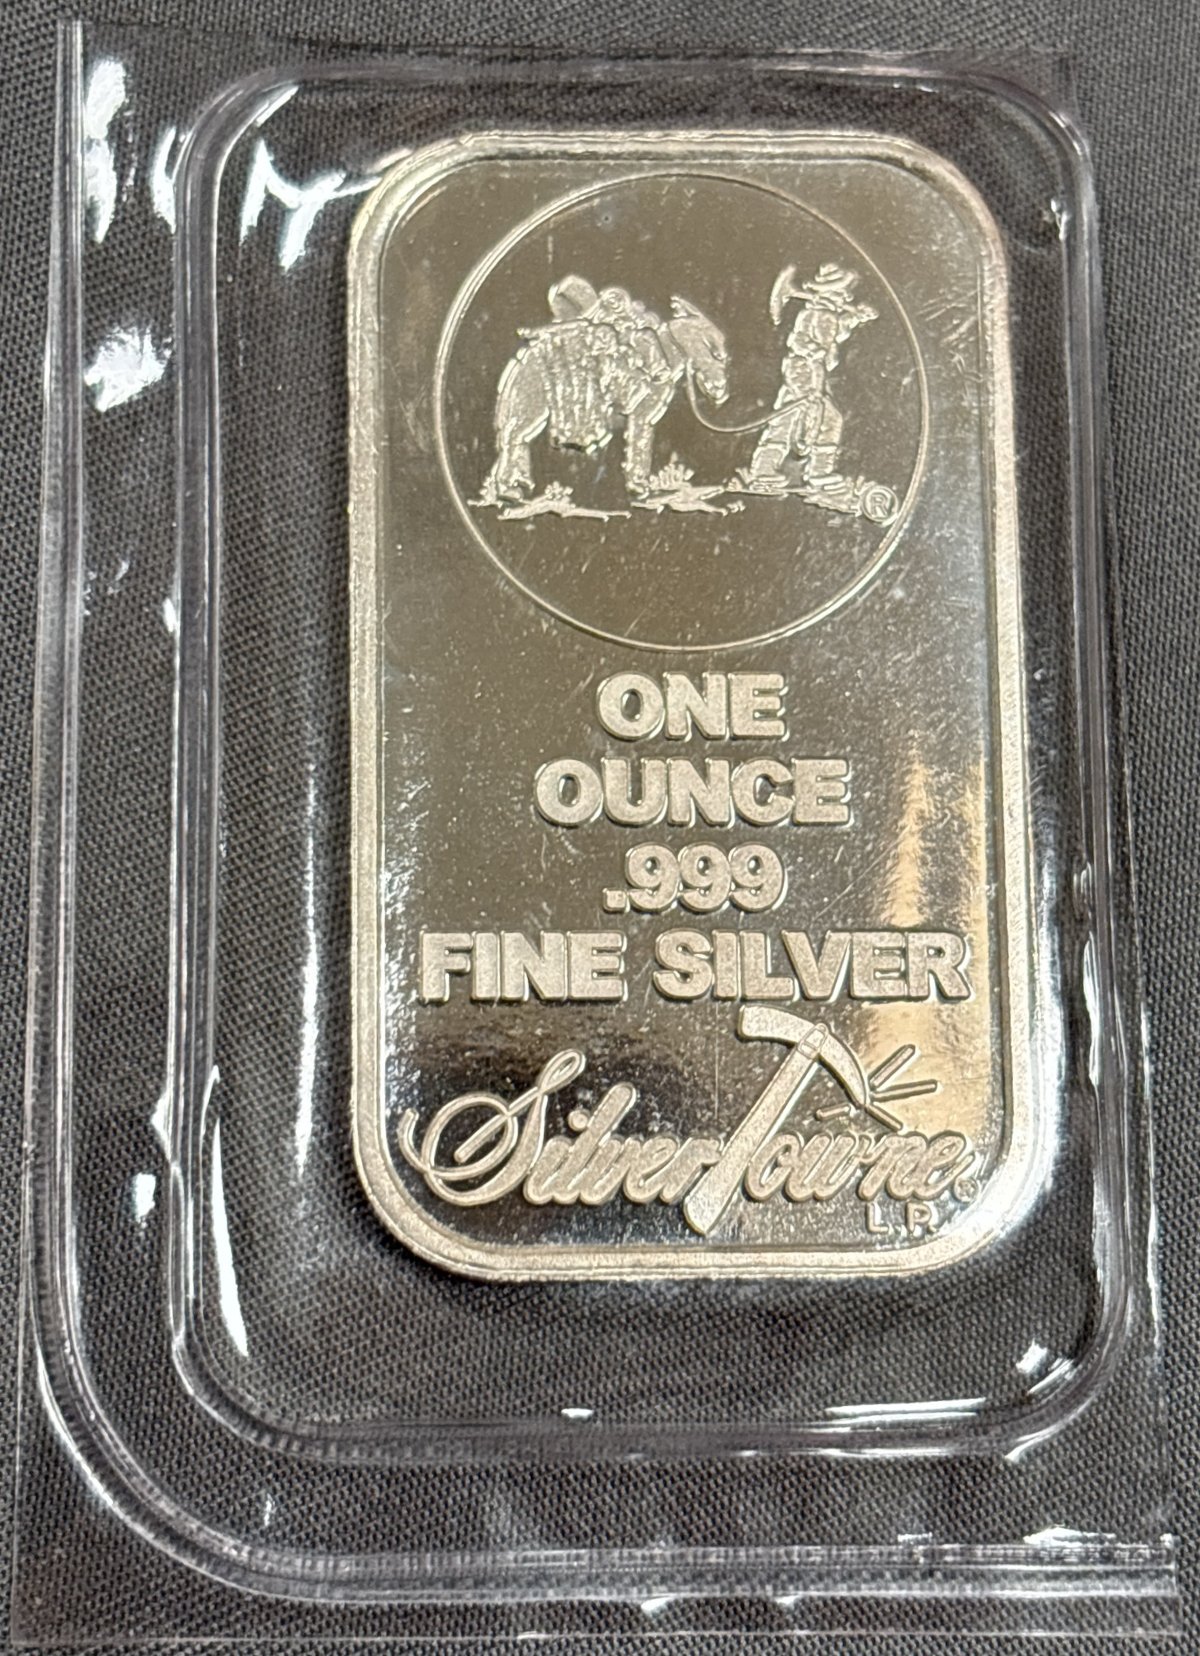 ®
ONE
OUNCE
.999
FINE SILVER
SilverTowne®
L.P.